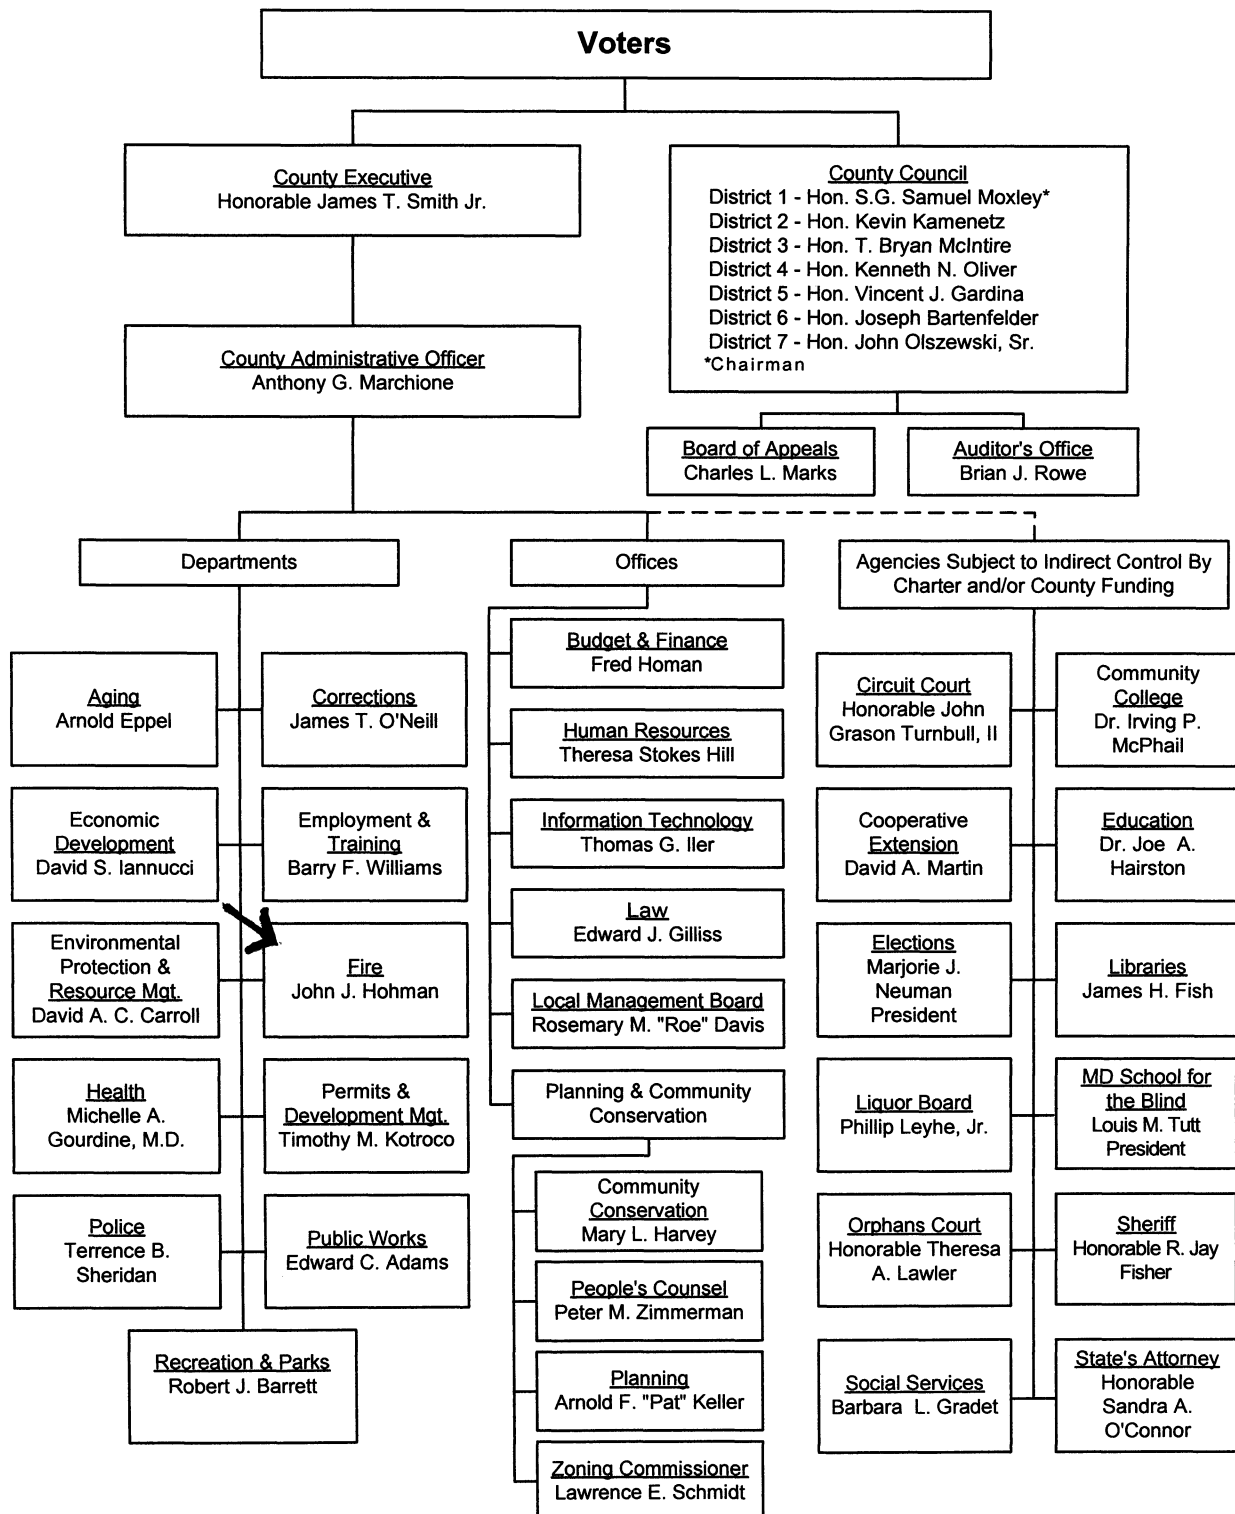 Voters
County Executive
Honorable James T. Smith Jr.
County Council
District 1 - Hon. S.G. Samuel Moxley*
District 2 - Hon. Kevin Kamenetz
District 3 - Hon. T. Bryan McIntire
District 4 - Hon. Kenneth N. Oliver
District 5 - Hon. Vincent J. Gardina
District 6 - Hon. Joseph Bartenfelder
District 7 - Hon. John Olszewski, Sr.
*Chairman
County Administrative Officer
Anthony G. Marchione
Board of Appeals
Charles L. Marks
Auditor's Office
Brian J. Rowe
Departments
Aging
Arnold Eppel
Corrections
James T. O'Neill
Economic
Development
David S. Iannucci
Employment &
Training
Barry F. Williams
Environmental
Protection &
Resource Mgt.
David A. C. Carroll
Fire
John J. Hohman
Health
Michelle A.
Gourdine, M.D.
Permits &
Development Mgt.
Timothy M. Kotroco
Police
Terrence B.
Sheridan
Public Works
Edward C. Adams
Recreation & Parks
Robert J. Barrett
Offices
Budget & Finance
Fred Homan
Human Resources
Theresa Stokes Hill
Information Technology
Thomas G. Iler
Law
Edward J. Gilliss
Local Management Board
Rosemary M. "Roe" Davis
Planning & Community
Conservation
Community
Conservation
Mary L. Harvey
People's Counsel
Peter M. Zimmerman
Planning
Arnold F. "Pat" Keller
Zoning Commissioner
Lawrence E. Schmidt
Agencies Subject to Indirect Control By
Charter and/or County Funding
Circuit Court
Honorable John
Grason Turnbull, II
Community
College
Dr. Irving P.
McPhail
Cooperative
Extension
David A. Martin
Education
Dr. Joe A.
Hairston
Elections
Marjorie J.
Neuman
President
Libraries
James H. Fish
Liquor Board
Phillip Leyhe, Jr.
MD School for
the Blind
Louis M. Tutt
President
Orphans Court
Honorable Theresa
A. Lawler
Sheriff
Honorable R. Jay
Fisher
Social Services
Barbara L. Gradet
State's Attorney
Honorable
Sandra A.
O'Connor